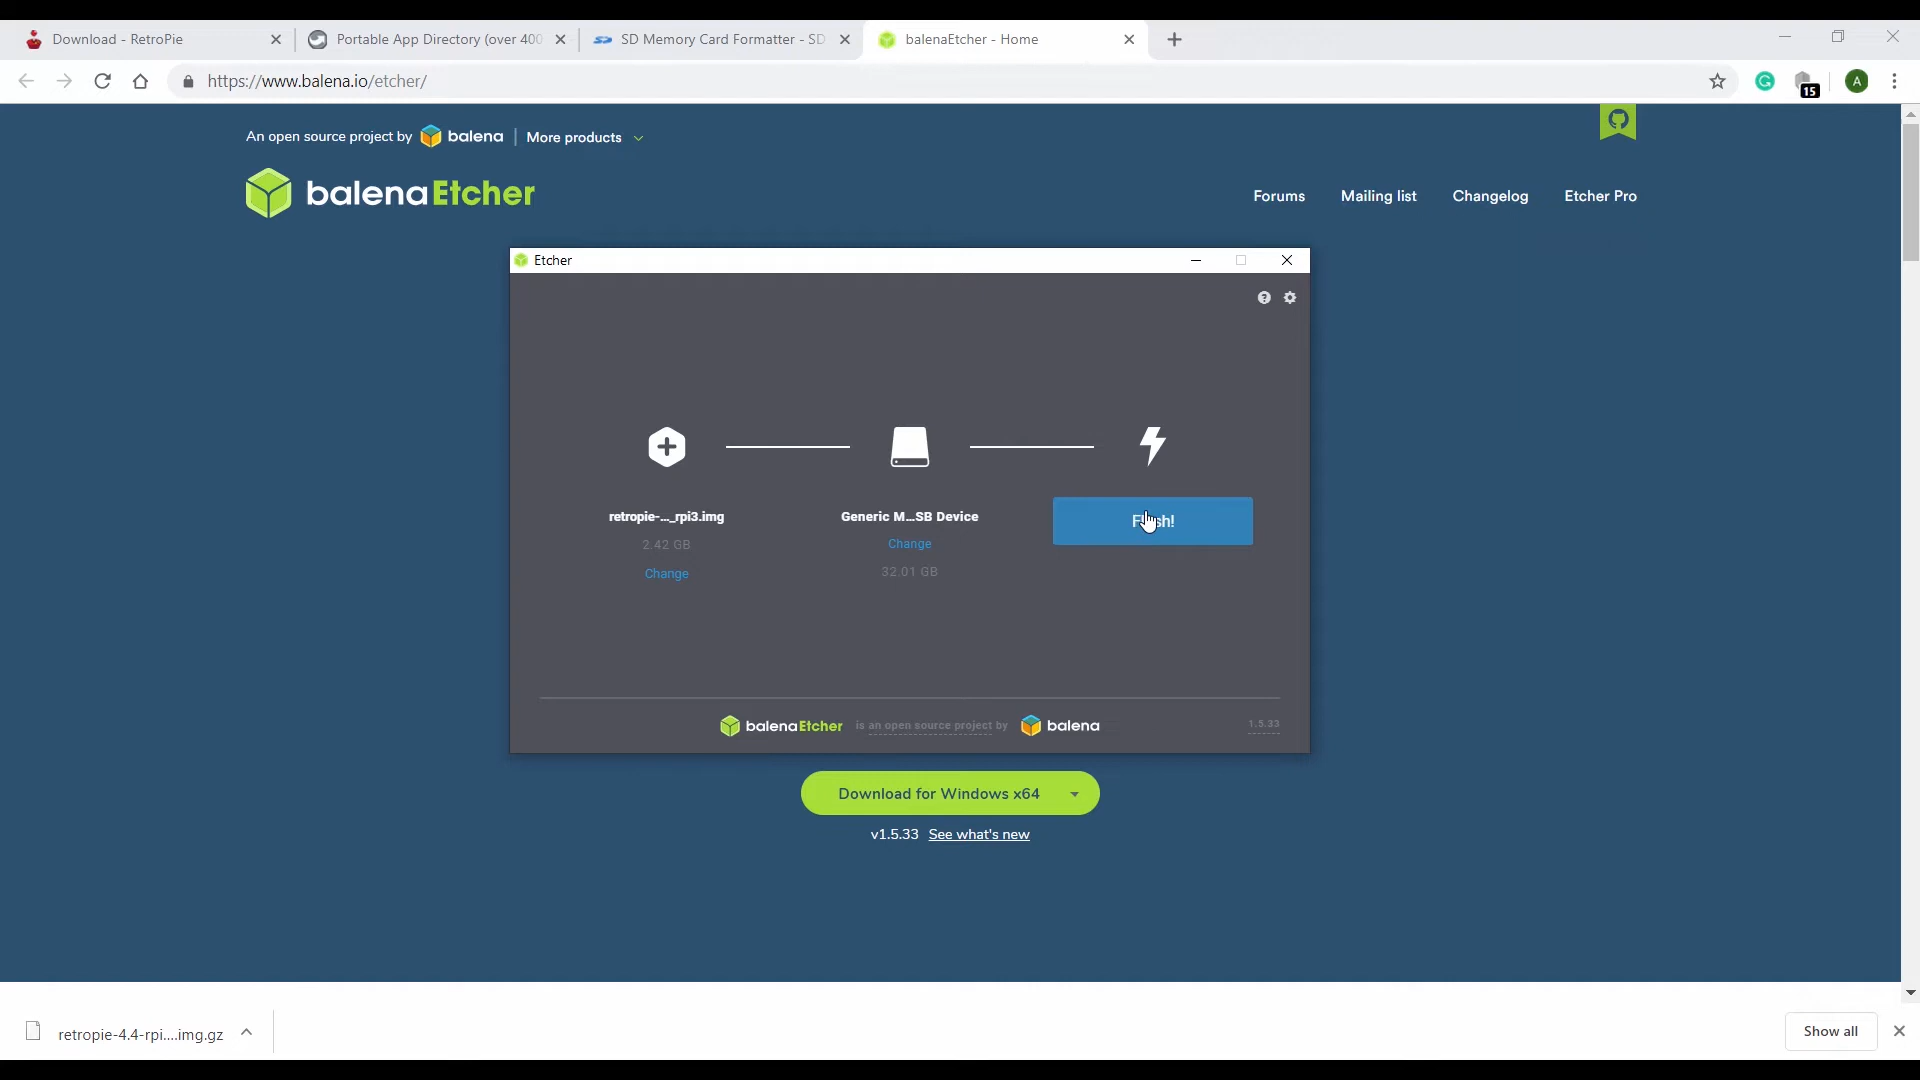 Download - RetroPie
Portable App Directory (over 400
SD Memory Card Formatter - SD
balenaEtcher - Home
https://www.balena.io/etcher/
15
A
An open source project by balena | More products
balenaEtcher
Forums
Mailing list
Changelog
Etcher Pro
Etcher
retropie-..._rpi3.img
2.42 GB
Change
Generic M...SB Device
Change
32.01 GB
balenaEtcher is an open source project by balena
1.5.33
Download for Windows x64
v1.5.33 See what's new
retropie-4.4-rpi....img.gz
Show all